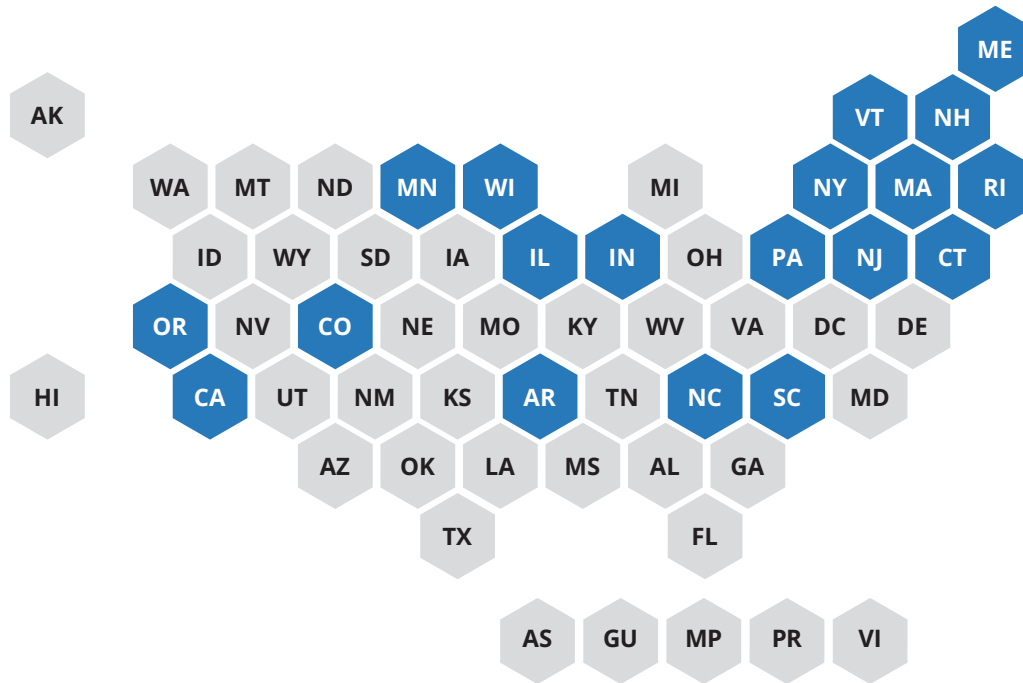 ME
AK VT NH
WA MT ND MN WI MI NY MA RI
ID WY SD IA IL IN OH PA NJ CT
OR NV CO NE MO KY WV VA DC DE
HI CA UT NM KS AR TN NC SC MD
AZ OK LA MS AL GA
TX FL
AS GU MP PR VI